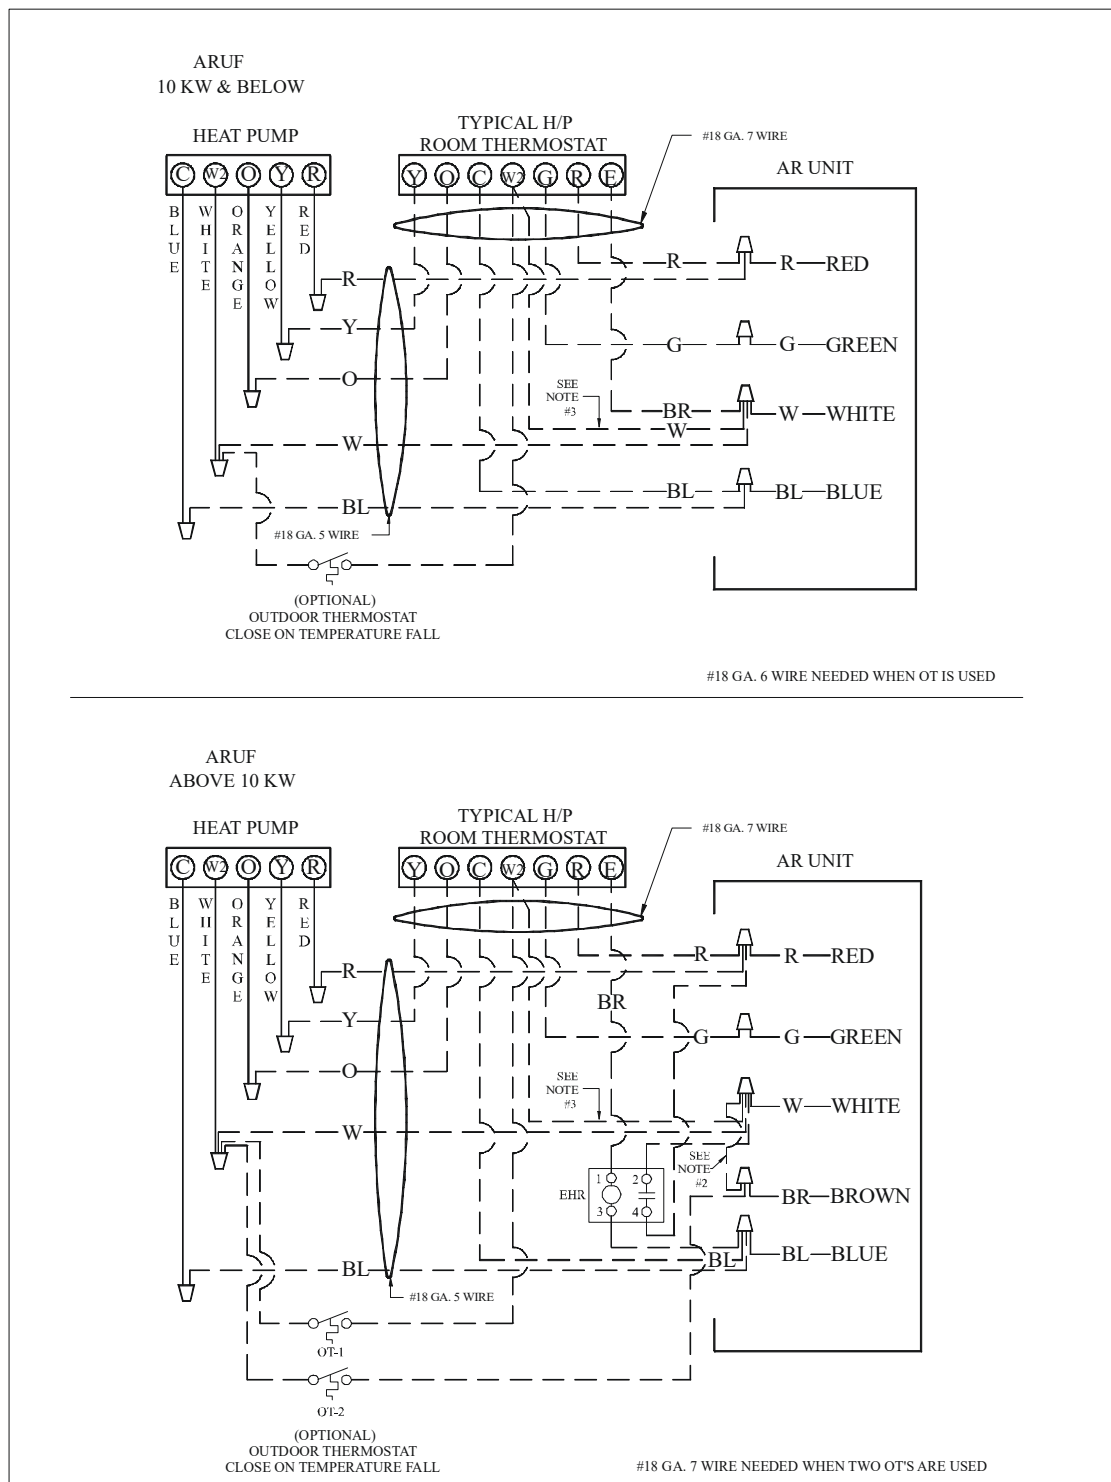 ARUF
10 KW & BELOW
HEAT PUMP
TYPICAL H/P
ROOM THERMOSTAT
#18 GA. 7 WIRE
AR UNIT
C W2 O Y R
Y O C W2 G R E
BLUE
WHITE
ORANGE
YELLOW
RED
R
R
R
RED
Y
G
G
GREEN
O
SEE
NOTE
#3
BR
W
WHITE
W
W
BL
BL
BLUE
BL
#18 GA. 5 WIRE
(OPTIONAL)
OUTDOOR THERMOSTAT
CLOSE ON TEMPERATURE FALL
#18 GA. 6 WIRE NEEDED WHEN OT IS USED
ARUF
ABOVE 10 KW
HEAT PUMP
TYPICAL H/P
ROOM THERMOSTAT
#18 GA. 7 WIRE
AR UNIT
C W2 O Y R
Y O C W2 G R E
BLUE
WHITE
ORANGE
YELLOW
RED
R
R
R
RED
BR
Y
G
G
GREEN
O
SEE
NOTE
#3
W
WHITE
W
SEE
NOTE
#2
EHR
1
2
3
4
BR
BROWN
BL
BL
BLUE
BL
#18 GA. 5 WIRE
OT-1
OT-2
(OPTIONAL)
OUTDOOR THERMOSTAT
CLOSE ON TEMPERATURE FALL
#18 GA. 7 WIRE NEEDED WHEN TWO OT'S ARE USED